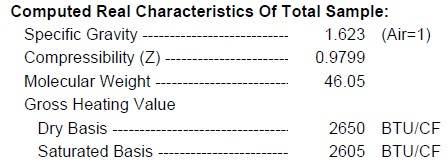 Computed Real Characteristics Of Total Sample:
Specific Gravity ---------------------------- 1.623 (Air=1)
Compressibility (Z) ----------------------- 0.9799
Molecular Weight ------------------------ 46.05
Gross Heating Value
Dry Basis ---------------------------- 2650 BTU/CF
Saturated Basis ------------------------- 2605 BTU/CF